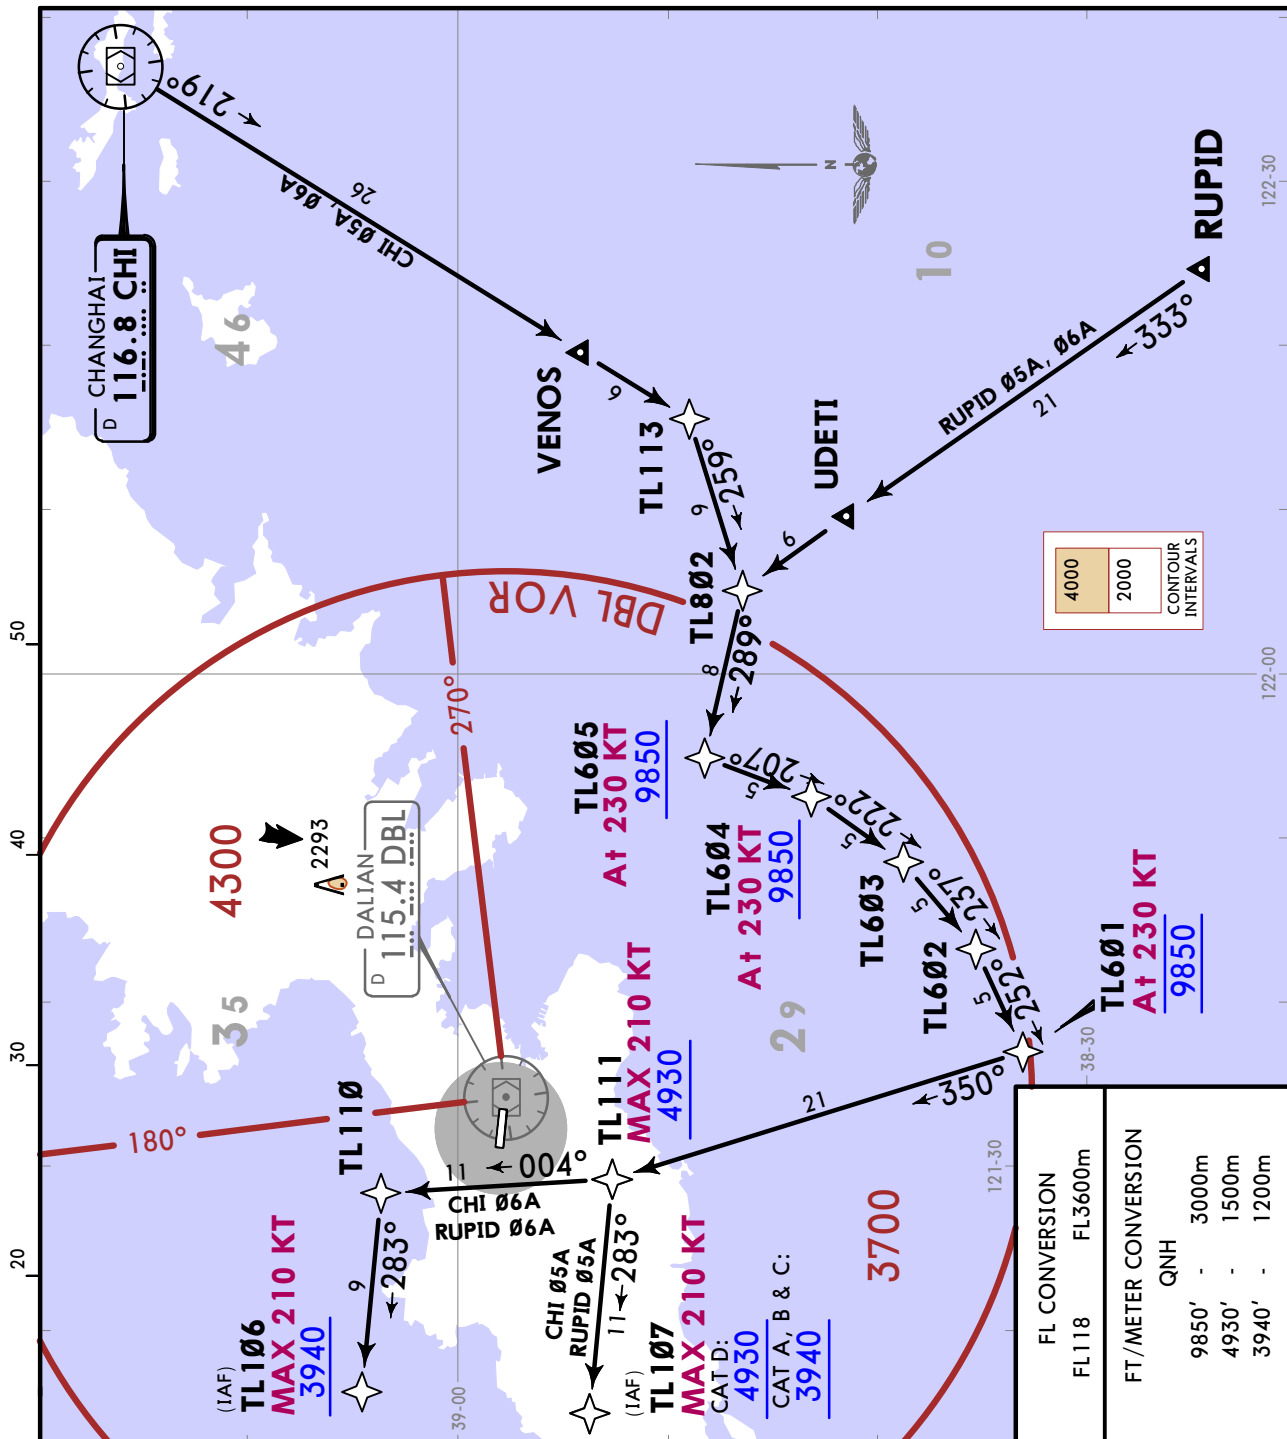 D CHANGHAI
116.8 CHI
219°
26
CHI Ø5A, Ø6A
46
N
10
VENOS
6
TL113
259°
9
UDETI
6
RUPID Ø5A, Ø6A
21
333°
RUPID
122-30
TL8Ø2
289°
8
DBL VOR
270°
4000
2000
CONTOUR
INTERVALS
50
122-00
4300
2293
D DALIAN
115.4 DBL
TL6Ø5
At 230 KT
9850
207°
5
TL6Ø4
At 230 KT
9850
222°
5
TL6Ø3
237°
5
TL6Ø2
252°
5
TL6Ø1
At 230 KT
9850
40
35
29
30
38-30
180°
TL11Ø
TL111
MAX 210 KT
4930
21
350°
11
004°
CHI Ø6A
RUPID Ø6A
121-30
20
9
283°
(IAF)
TL1Ø6
MAX 210 KT
3940
CHI Ø5A
RUPID Ø5A
11
283°
(IAF)
TL1Ø7
MAX 210 KT
CAT D:
4930
CAT A, B & C:
3940
3700
39-00
FL CONVERSION
FL118 FL3600m
FT/METER CONVERSION
QNH
9850' - 3000m
4930' - 1500m
3940' - 1200m